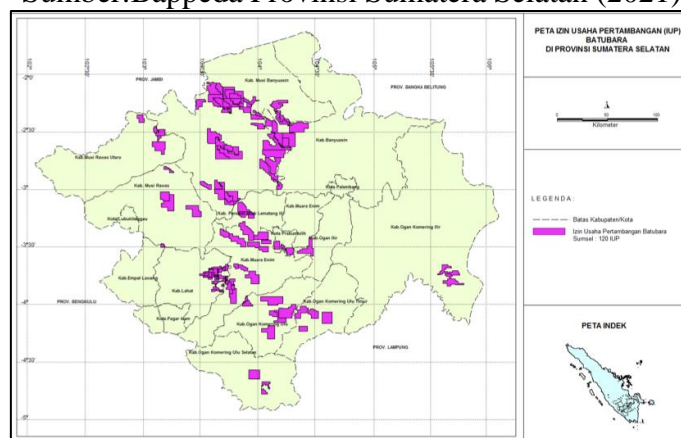 Sumber:Bappeda Provinsi Sumatera Selatan (2021)
PETA IZIN USAHA PERTAMBANGAN (IUP)
BATUBARA
DI PROVINSI SUMATERA SELATAN
Kilometer
LEGENDA :
Batas Kabupaten/Kota
Izin Usaha Pertambangan Batubara
Sumsel : 120 IUP
PETA INDEK
PROV. JAMBI
Kab. Musi Banyuasin
PROV. BANGKA BELITUNG
Kab. Banyuasin
Kab. Musi Rawas Utara
Kab. Musi Rawas
Kota Palembang
Kab. Muara Enim
Kota Lubuklinggau
Kab. Ogan Komering Ilir
Kota Prabumulih
Kab. Ogan Ilir
Kab. Muara Enim
Kab. Empat Lawang
Kab. Lahat
PROV. BENGKULU
Kota Pagar Alam
Kab. Ogan Komering Ulu Timur
Kab. Ogan Komering Ulu
PROV. LAMPUNG
Kab. Ogan Komering Ulu Selatan